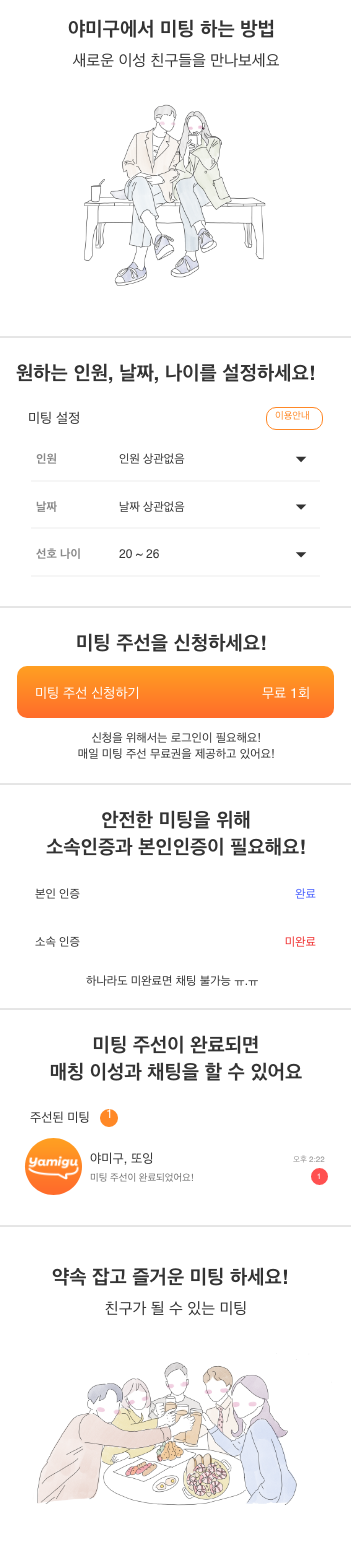 야미구에서 미팅 하는 방법
새로운 이성 친구들을 만나보세요
원하는 인원, 날짜, 나이를 설정하세요!
미팅 설정
이용안내
인원 인원 상관없음
날짜 날짜 상관없음
선호 나이 20 ~ 26
미팅 주선을 신청하세요!
미팅 주선 신청하기 무료 1회
신청을 위해서는 로그인이 필요해요!
매일 미팅 주선 무료권을 제공하고 있어요!
안전한 미팅을 위해
소속인증과 본인인증이 필요해요!
본인 인증 완료
소속 인증 미완료
하나라도 미완료면 채팅 불가능 ㅠ.ㅠ
미팅 주선이 완료되면
매칭 이성과 채팅을 할 수 있어요
주선된 미팅 1
Yamigu
야미구, 또잉 오후 2:22
미팅 주선이 완료되었어요! 1
약속 잡고 즐거운 미팅 하세요!
친구가 될 수 있는 미팅